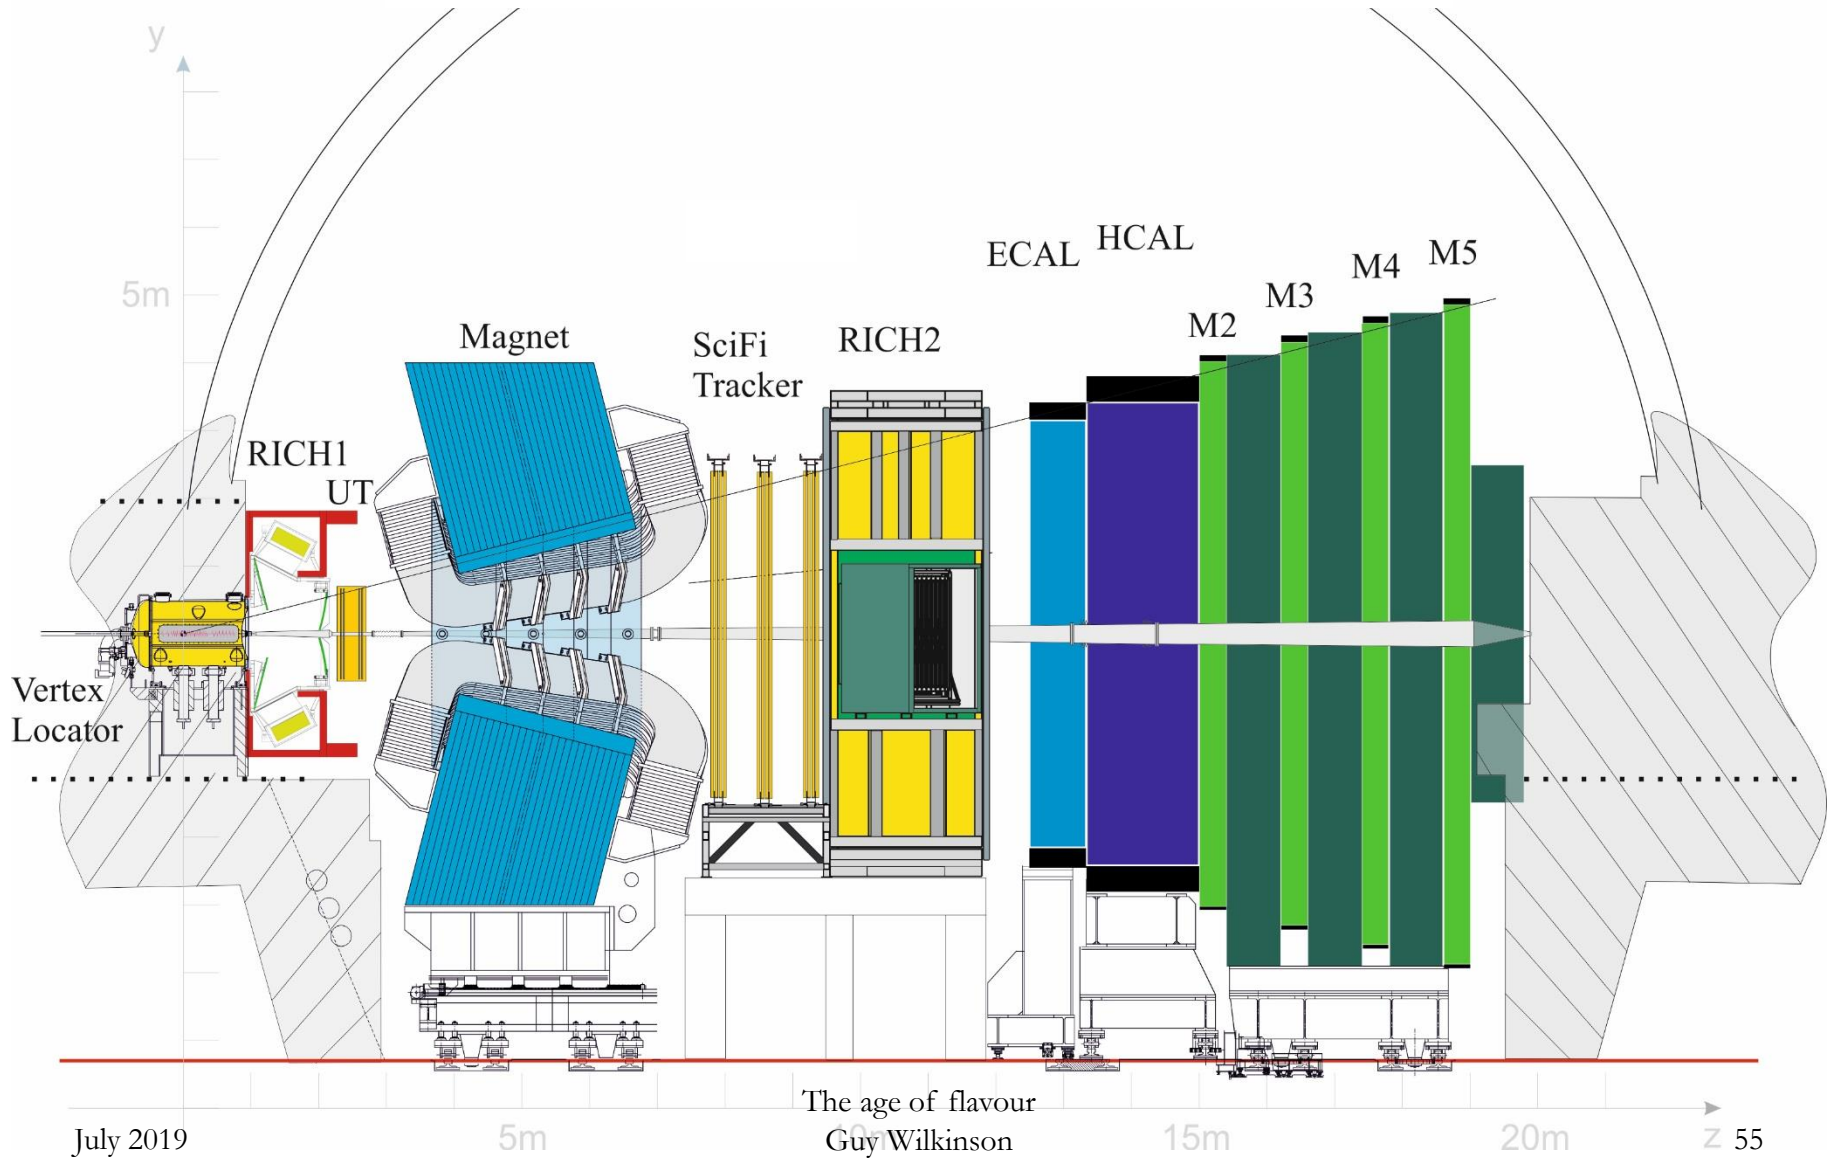 y
5m
ECAL
HCAL
M2
M3
M4
M5
Magnet
SciFi
Tracker
RICH2
RICH1
UT
Vertex
Locator
The age of flavour
July 2019
5m
10m
Guy Wilkinson
15m
20m
z
55